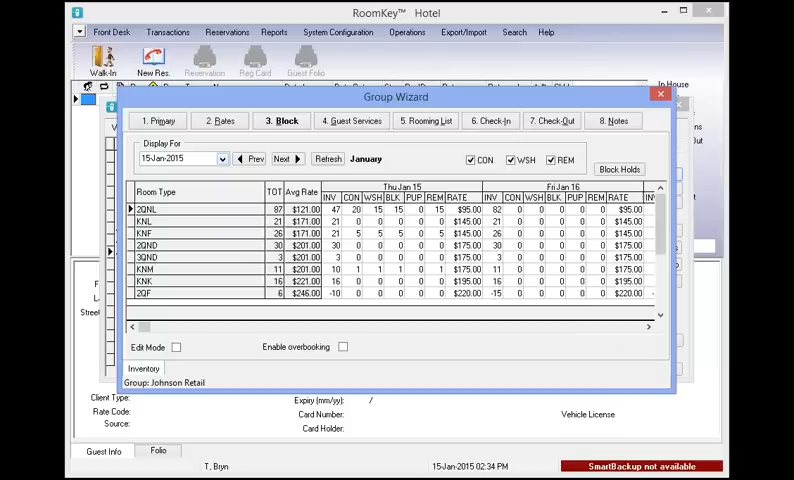 RoomKey™ Hotel
Front Desk Transactions Reservations Reports System Configuration Operations Export/Import Search Help
Walk-In New Res. Reservation Reg Card Guest Folio
In House
Group Wizard
1. Primary 2. Rates 3. Block 4. Guest Services 5. Rooming List 6. Check-In 7. Check-Out 8. Notes
Display For
15-Jan-2015 Prev Next Refresh January CON WSH REM Block Holds
Thu Jan 15 Fri Jan 16
Room Type TOT Avg Rate INV CON WSH BLK PUP REM RATE INV CON WSH BLK PUP REM RATE
2QNL 87 $121.00 47 20 15 15 0 15 $95.00 82 0 0 0 0 0 $95.00
KNL 21 $171.00 21 0 0 0 0 0 $145.00 21 0 0 0 0 0 $145.00
KNF 26 $171.00 21 5 5 5 0 5 $145.00 26 0 0 0 0 0 $145.00
2QND 30 $201.00 30 0 0 0 0 0 $175.00 30 0 0 0 0 0 $175.00
3QND 3 $201.00 3 0 0 0 0 0 $175.00 3 0 0 0 0 0 $175.00
KNM 11 $201.00 10 1 1 1 0 1 $175.00 11 0 0 0 0 0 $175.00
KNK 16 $221.00 16 0 0 0 0 0 $195.00 16 0 0 0 0 0 $195.00
2QF 6 $246.00 -10 0 0 0 0 0 $220.00 -15 0 0 0 0 0 $220.00
Edit Mode Enable overbooking
Inventory
Group: Johnson Retail
Client Type: Expiry (mm/yy): /
Rate Code: Card Number: Vehicle License
Source: Card Holder:
Guest Info Folio
T, Bryn 15-Jan-2015 02:34 PM SmartBackup not available